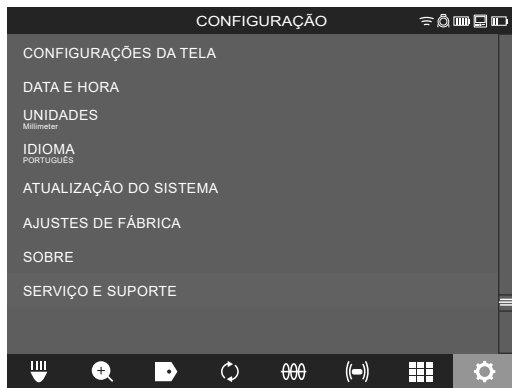 CONFIGURAÇÃO
CONFIGURAÇÕES DA TELA
DATA E HORA
UNIDADES
Millimeter
IDIOMA
PORTUGUÊS
ATUALIZAÇÃO DO SISTEMA
AJUSTES DE FÁBRICA
SOBRE
SERVIÇO E SUPORTE